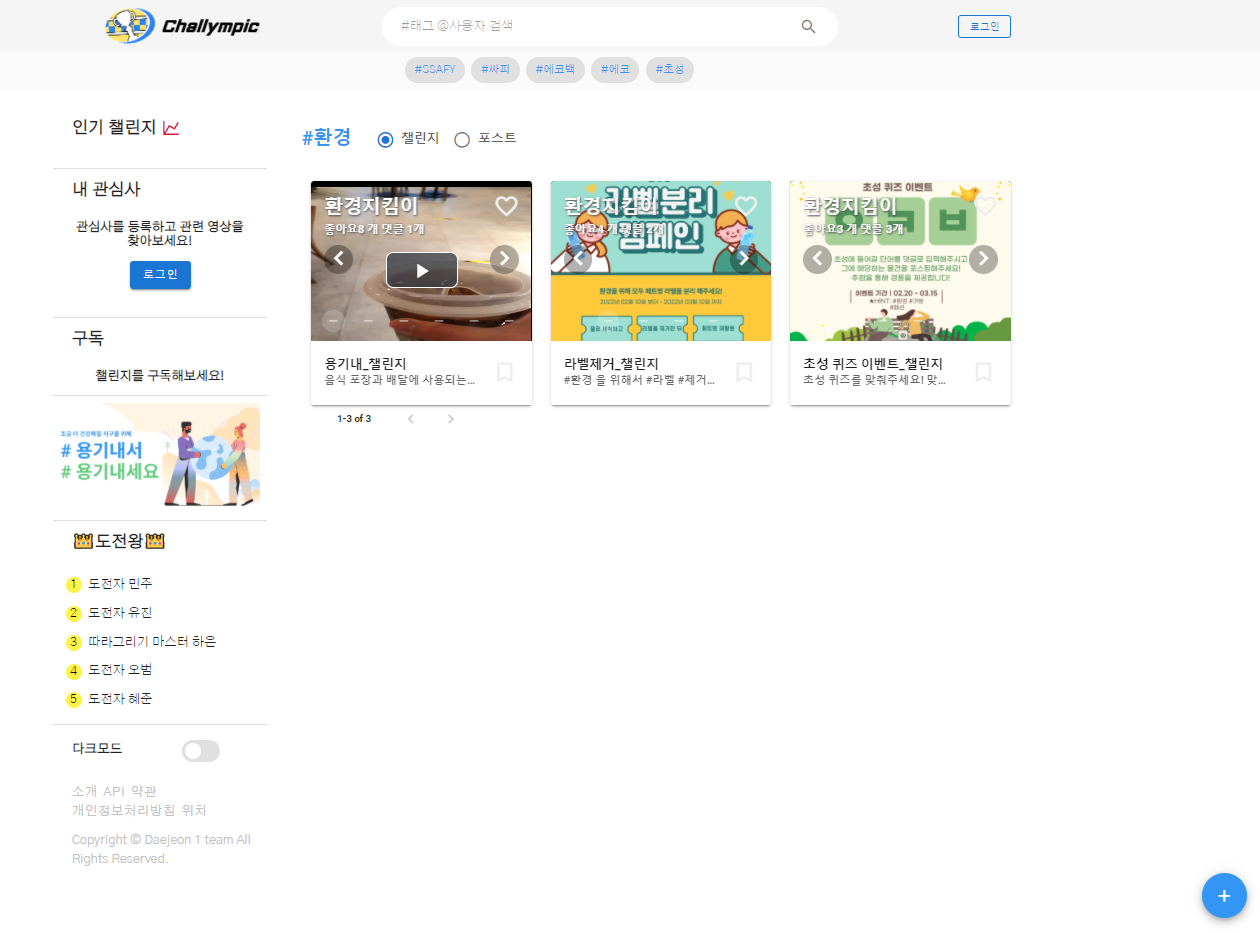 Challympic
#태그 @사용자 검색
로그인
#SSAFY #싸피 #에코백 #에코 #초성
인기 챌린지
내 관심사
관심사를 등록하고 관련 영상을
찾아보세요!
로그인
구독
챌린지를 구독해보세요!
조금 더 건강해질 지구를 위해
# 용기내서
# 용기내세요
도전왕
1 도전자 민주
2 도전자 유진
3 따라그리기 마스터 하은
4 도전자 오범
5 도전자 혜준
다크모드
소개 API 약관
개인정보처리방침 위치
Copyright © Daejeon 1 team All
Rights Reserved.
#환경 챌린지 포스트
환경지킴이
좋아요8 개 댓글 1개
용기내_챌린지
음식 포장과 배달에 사용되는...
환경지킴이
좋아요4 개 댓글 2개
라벨분리
캠페인
환경을 위해 모두 페트병 라벨을 분리 해주세요!
2022년 02월 10일 부터 ~ 2022년 03월 10일 까지
라벨제거_챌린지
#환경 을 위해서 #라벨 #제거...
초성 퀴즈 이벤트
환경지킴이
좋아요3 개 댓글 3개
ㅇ ㅋ ㅂ
초성에 들어갈 단어를 댓글로 입력해주시고
그에 해당하는 물건을 포스팅해주세요!
추첨을 통해 경품을 제공합니다!
이벤트 기간 | 02.20 ~ 03.15
★HINT: #환경 #가방
#패션
초성 퀴즈 이벤트_챌린지
초성 퀴즈를 맞춰주세요! 맞...
1-3 of 3
+